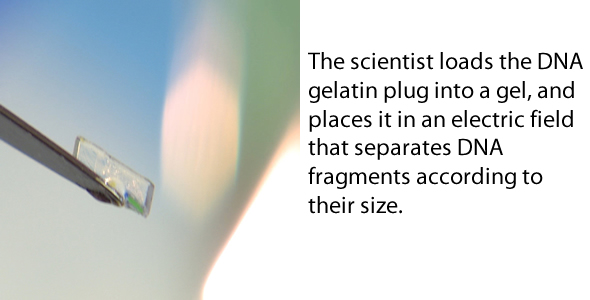 The scientist loads the DNA
gelatin plug into a gel, and
places it in an electric field
that separates DNA
fragments according to
their size.